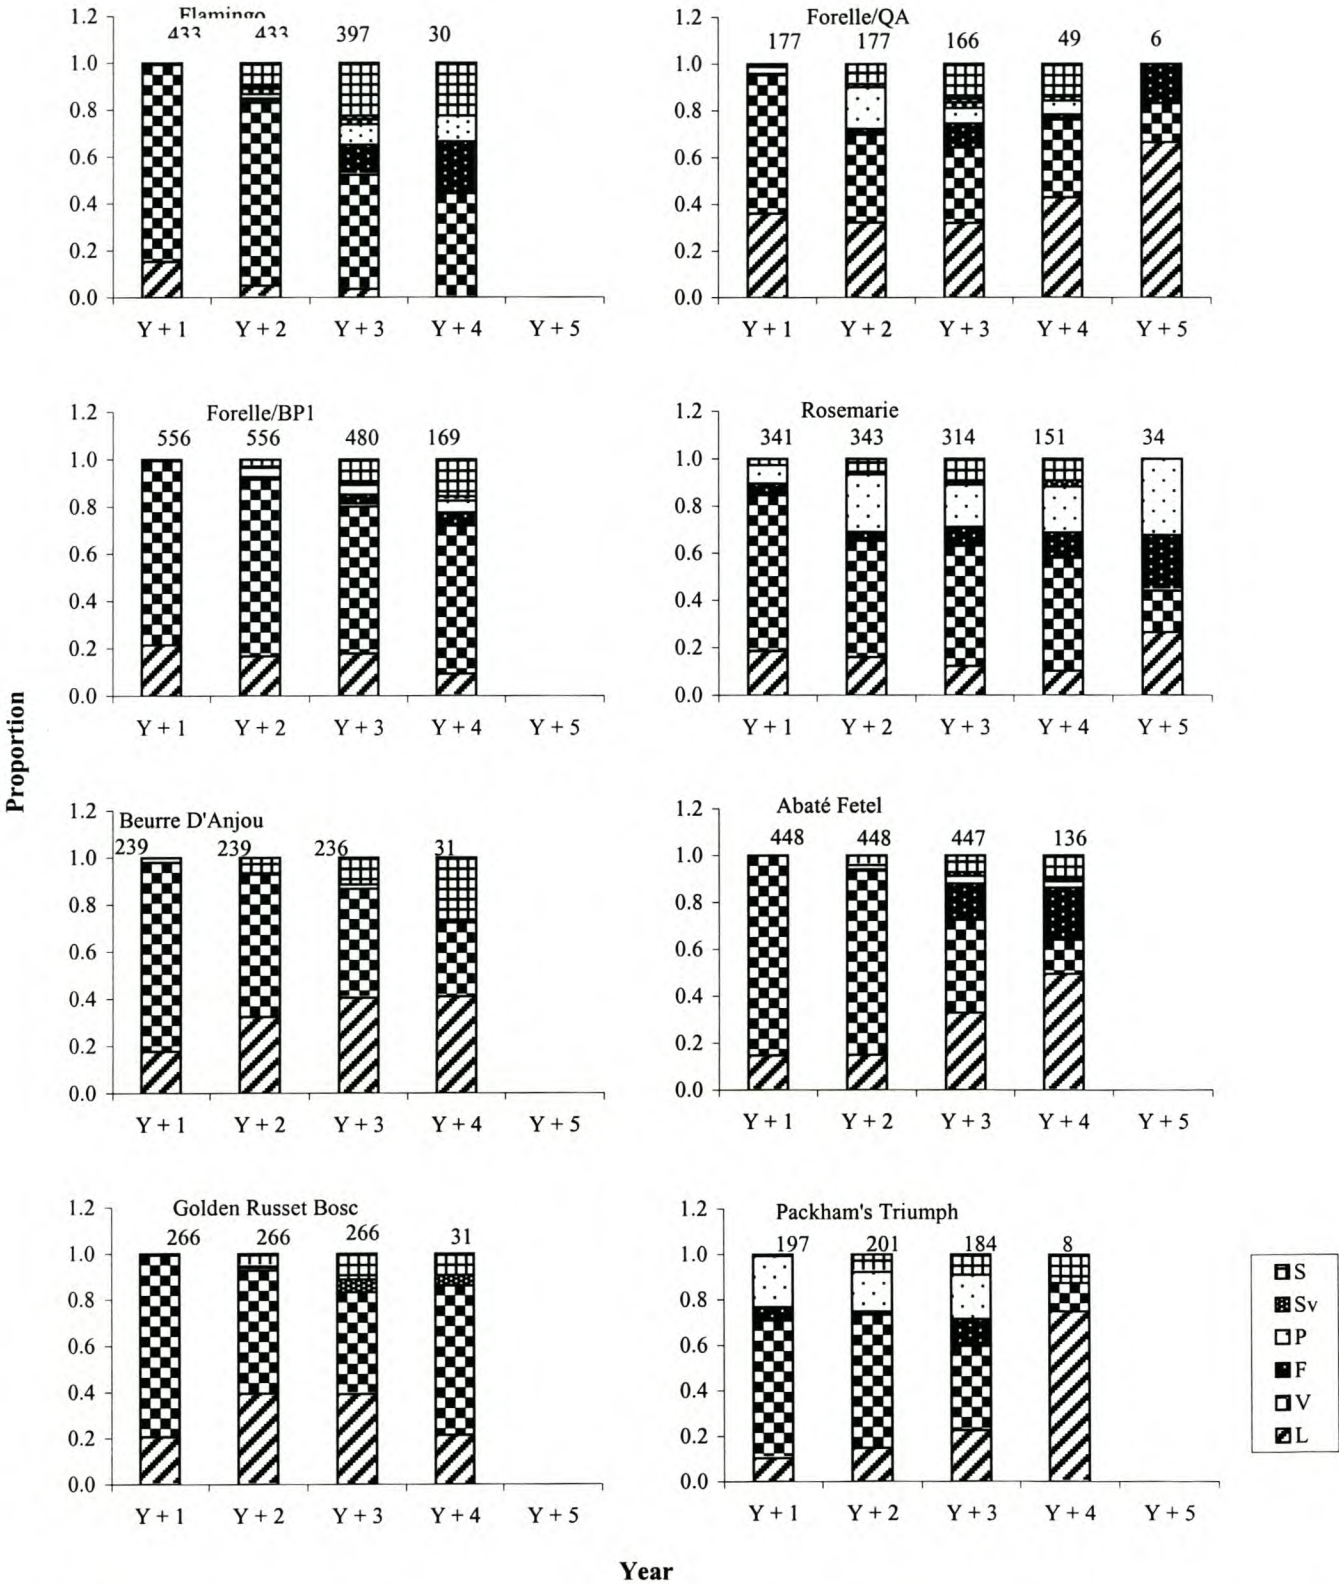 Proportion
Flamingo
433 433 397 30
1.2
1.0
0.8
0.6
0.4
0.2
0.0
Y + 1 Y + 2 Y + 3 Y + 4 Y + 5
Forelle/QA
177 177 166 49 6
1.2
1.0
0.8
0.6
0.4
0.2
0.0
Y + 1 Y + 2 Y + 3 Y + 4 Y + 5
Forelle/BP1
556 556 480 169
1.2
1.0
0.8
0.6
0.4
0.2
0.0
Y + 1 Y + 2 Y + 3 Y + 4 Y + 5
Rosemarie
341 343 314 151 34
1.2
1.0
0.8
0.6
0.4
0.2
0.0
Y + 1 Y + 2 Y + 3 Y + 4 Y + 5
Beurre D'Anjou
239 239 236 31
1.2
1.0
0.8
0.6
0.4
0.2
0.0
Y + 1 Y + 2 Y + 3 Y + 4 Y + 5
Abaté Fetel
448 448 447 136
1.2
1.0
0.8
0.6
0.4
0.2
0.0
Y + 1 Y + 2 Y + 3 Y + 4 Y + 5
Golden Russet Bosc
266 266 266 31
1.2
1.0
0.8
0.6
0.4
0.2
0.0
Y + 1 Y + 2 Y + 3 Y + 4 Y + 5
Packham's Triumph
197 201 184 8
1.2
1.0
0.8
0.6
0.4
0.2
0.0
Y + 1 Y + 2 Y + 3 Y + 4 Y + 5
S
Sv
P
F
V
L
Year